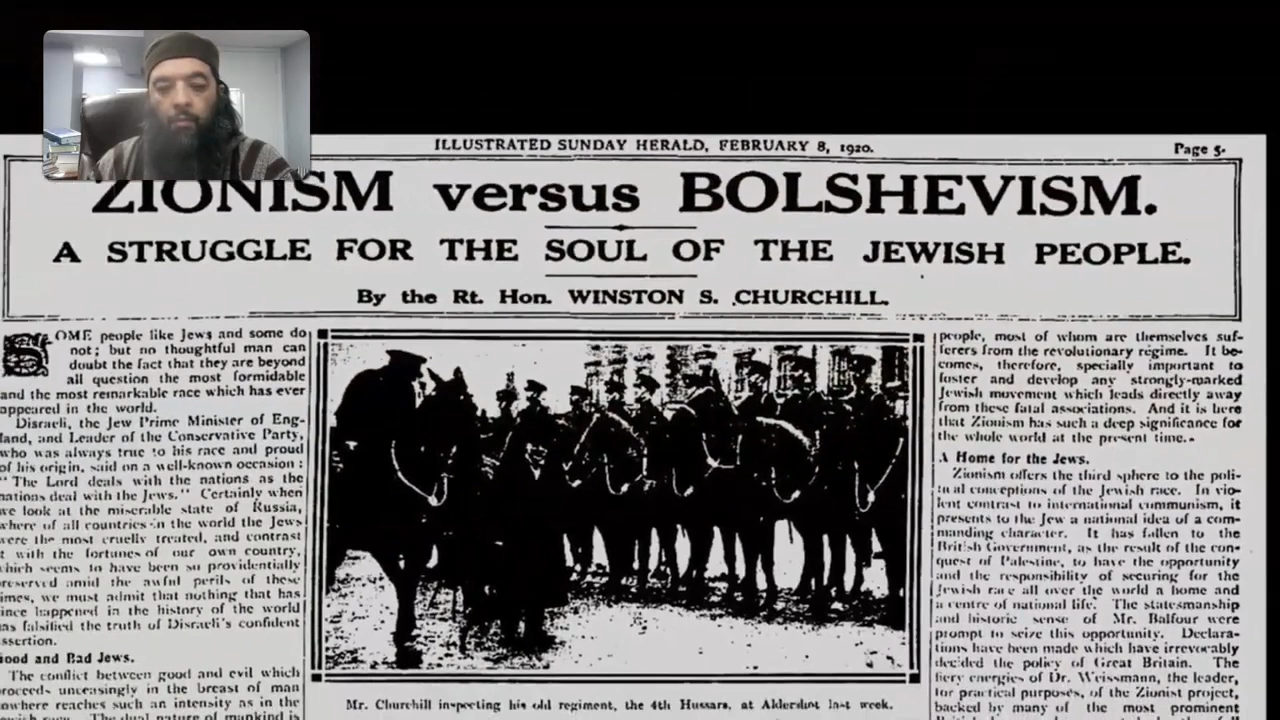 ILLUSTRATED SUNDAY HERALD, FEBRUARY 8, 1920.
Page 5.
ZIONISM versus BOLSHEVISM.
A STRUGGLE FOR THE SOUL OF THE JEWISH PEOPLE.
By the Rt. Hon. WINSTON S. CHURCHILL.
SOME people like Jews and some do
not; but no thoughtful man can
doubt the fact that they are beyond
all question the most formidable
and the most remarkable race which has ever
appeared in the world.
Disraeli, the Jew Prime Minister of Eng-
land, and Leader of the Conservative Party,
who was always true to his race and proud
of his origin, said on a well-known occasion:
"The Lord deals with the nations as the
nations deal with the Jews." Certainly when
we look at the miserable state of Russia,
where of all countries in the world the Jews
were the most cruelly treated, and contrast
it with the fortunes of our own country,
which seems to have been so providentially
preserved amid the awful perils of these
times, we must admit that nothing that has
since happened in the history of the world
has falsified the truth of Disraeli's confident
assertion.
Good and Bad Jews.
The conflict between good and evil which
proceeds unceasingly in the breast of man
nowhere reaches such an intensity as in the
The dual nature of mankind is
Mr. Churchill inspecting his old regiment, the 4th Hussars, at Aldershot last week.
people, most of whom are themselves suf-
ferers from the revolutionary régime. It be-
comes, therefore, specially important to
foster and develop any strongly-marked
Jewish movement which leads directly away
from these fatal associations. And it is here
that Zionism has such a deep significance for
the whole world at the present time.
A Home for the Jews.
Zionism offers the third sphere to the poli-
tical conceptions of the Jewish race. In vio-
lent contrast to international communism, it
presents to the Jew a national idea of a com-
manding character. It has fallen to the
British Government, as the result of the con-
quest of Palestine, to have the opportunity
and the responsibility of securing for the
Jewish race all over the world a home and
a centre of national life. The statesmanship
and historic sense of Mr. Balfour were
prompt to seize this opportunity. Declara-
tions have been made which have irrevocably
decided the policy of Great Britain. The
fiery energies of Dr. Weissmann, the leader,
for practical purposes, of the Zionist project,
backed by many of the most prominent